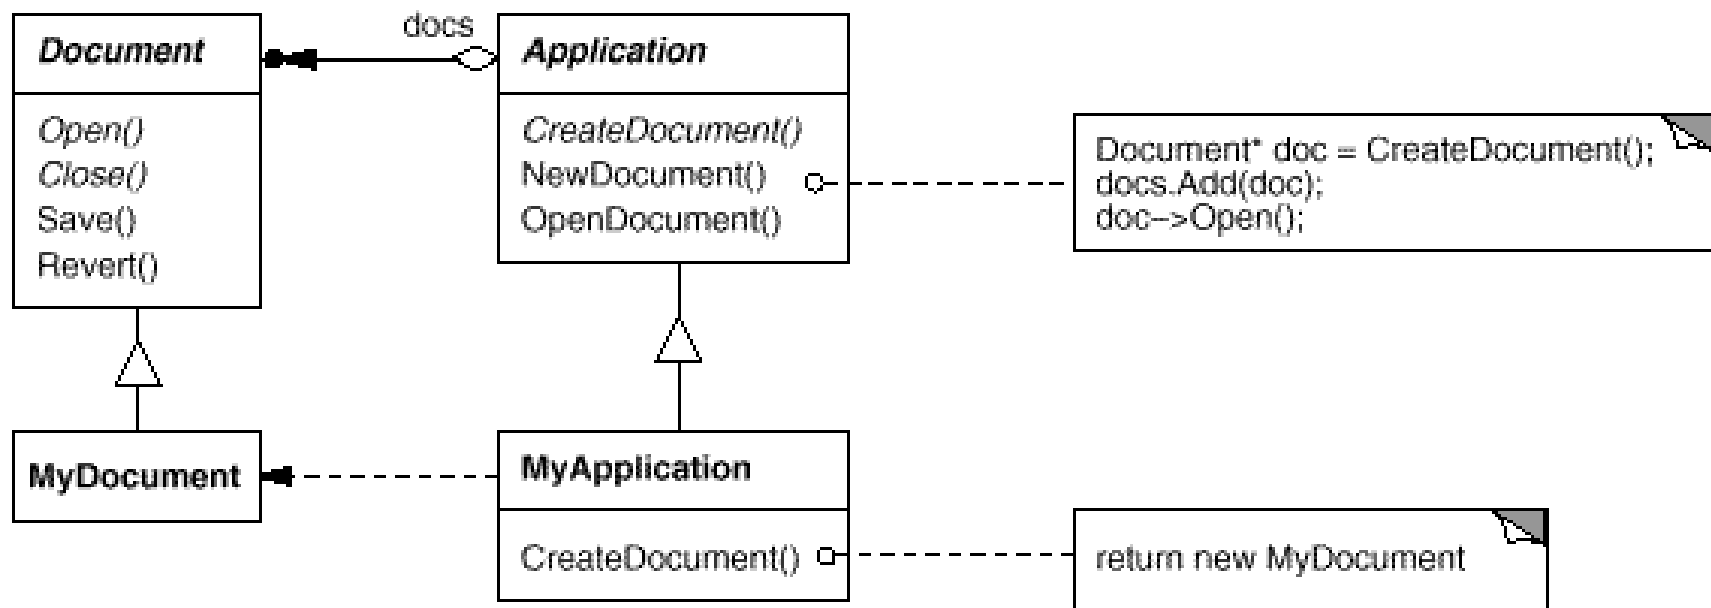 docs
Document
Open()
Close()
Save()
Revert()
Application
CreateDocument()
NewDocument()
OpenDocument()
Document* doc = CreateDocument();
docs.Add(doc);
doc–>Open();
MyDocument
MyApplication
CreateDocument()
return new MyDocument